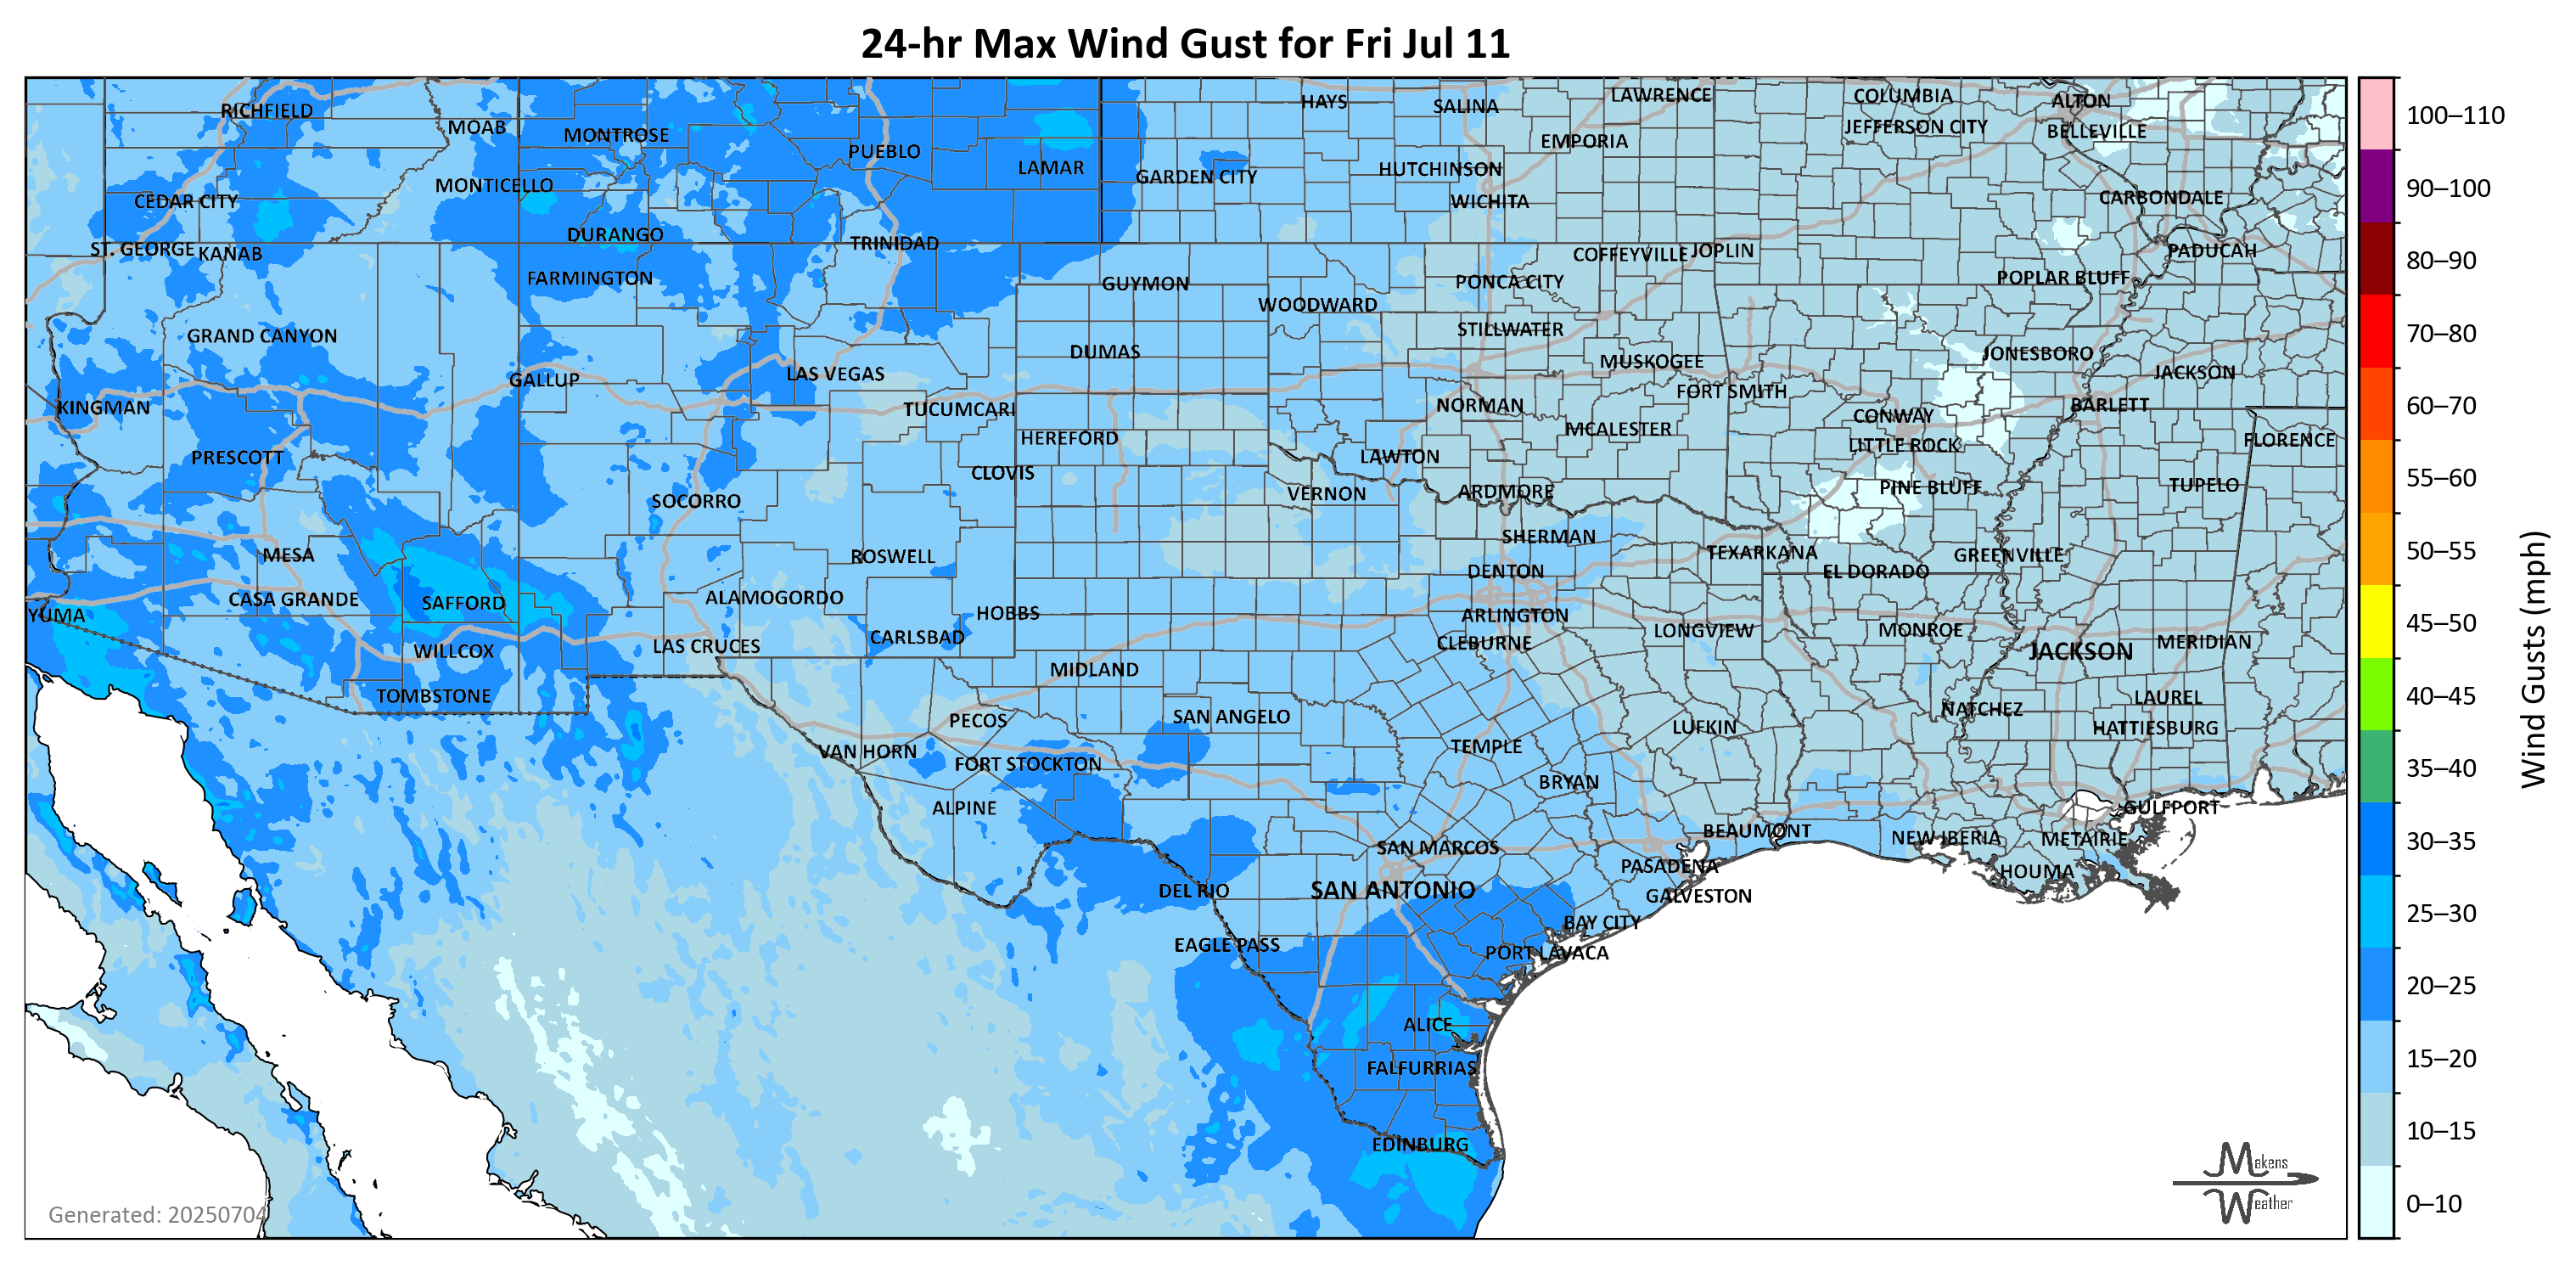 24-hr Max Wind Gust for Fri Jul 11
RICHFIELD
MOAB
MONTROSE
PUEBLO
LAMAR
HAYS
SALINA
LAWRENCE
COLUMBIA
ALTON
EMPORIA
JEFFERSON CITY
BELLEVILLE
GARDEN CITY
HUTCHINSON
MONTICELLO
CEDAR CITY
WICHITA
CARBONDALE
DURANGO
TRINIDAD
ST. GEORGE
KANAB
COFFEYVILLE
JOPLIN
PADUCAH
FARMINGTON
GUYMON
PONCA CITY
POPLAR BLUFF
WOODWARD
GRAND CANYON
STILLWATER
DUMAS
MUSKOGEE
JONESBORO
GALLUP
LAS VEGAS
FORT SMITH
JACKSON
KINGMAN
TUCUMCARI
NORMAN
CONWAY
BARLETT
HEREFORD
MCALESTER
LITTLE ROCK
FLORENCE
PRESCOTT
CLOVIS
LAWTON
SOCORRO
VERNON
ARDMORE
PINE BLUFF
TUPELO
MESA
ROSWELL
SHERMAN
TEXARKANA
GREENVILLE
DENTON
EL DORADO
CASA GRANDE
SAFFORD
ALAMOGORDO
HOBBS
ARLINGTON
YUMA
CARLSBAD
CLEBURNE
LONGVIEW
MONROE
MERIDIAN
WILLCOX
LAS CRUCES
JACKSON
MIDLAND
TOMBSTONE
PECOS
SAN ANGELO
LUFKIN
NATCHEZ
LAUREL
HATTIESBURG
VAN HORN
FORT STOCKTON
TEMPLE
BRYAN
ALPINE
GULFPORT
SAN MARCOS
BEAUMONT
NEW IBERIA
METAIRIE
PASADENA
HOUMA
DEL RIO
SAN ANTONIO
GALVESTON
BAY CITY
EAGLE PASS
PORT LAVACA
ALICE
FALFURRIAS
EDINBURG
Generated: 20250704
Makens
Weather
100–110
90–100
80–90
70–80
60–70
55–60
50–55
45–50
40–45
35–40
30–35
25–30
20–25
15–20
10–15
0–10
Wind Gusts (mph)